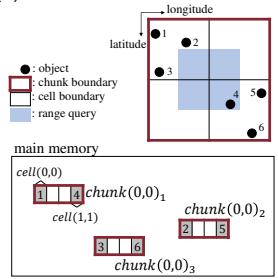 longitude
latitude
1
2
3
4
5
6
: object
: chunk boundary
: cell boundary
: range query
main memory
cell(0,0)
1 4 chunk(0,0)₁
cell(1,1)
chunk(0,0)₂
2 5
3 6
chunk(0,0)₃